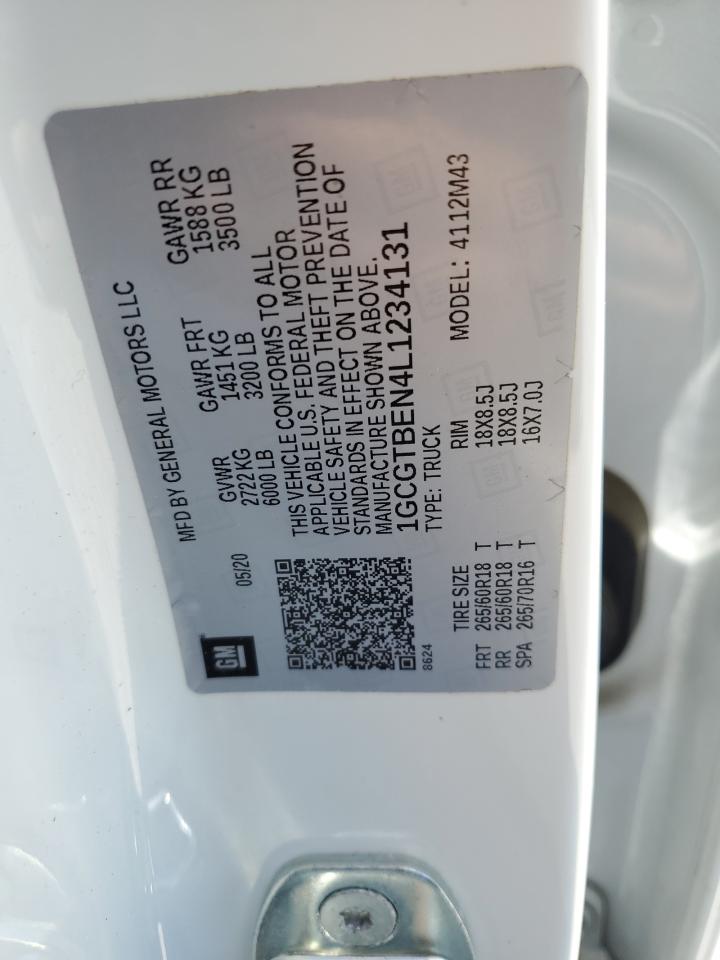 GM
MFD BY GENERAL MOTORS LLC
05/20
GVWR GAWR FRT GAWR RR
2722 KG 1451 KG 1588 KG
6000 LB 3200 LB 3500 LB
THIS VEHICLE CONFORMS TO ALL
APPLICABLE U.S. FEDERAL MOTOR
VEHICLE SAFETY AND THEFT PREVENTION
STANDARDS IN EFFECT ON THE DATE OF
MANUFACTURE SHOWN ABOVE.
1GCGTBEN4L1234131
TYPE: TRUCK MODEL: 4112M43
8624
TIRE SIZE RIM
FRT 265/60R18 T 18X8.5J
RR 265/60R18 T 18X8.5J
SPA 265/70R16 T 16X7.0J